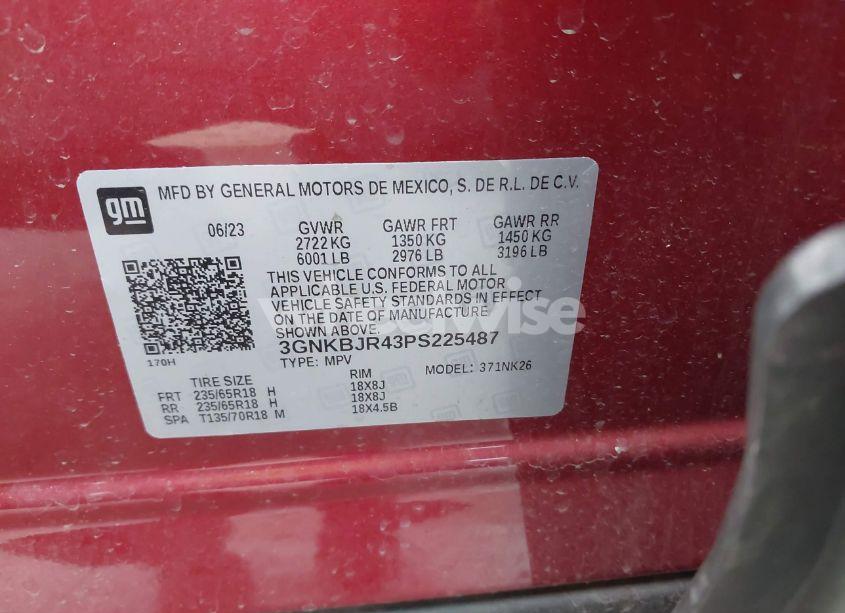 gm
MFD BY GENERAL MOTORS DE MEXICO, S. DE R.L. DE C.V.
06/23 GVWR GAWR FRT GAWR RR
2722 KG 1350 KG 1450 KG
6001 LB 2976 LB 3196 LB
THIS VEHICLE CONFORMS TO ALL
APPLICABLE U.S. FEDERAL MOTOR
VEHICLE SAFETY STANDARDS IN EFFECT
ON THE DATE OF MANUFACTURE
SHOWN ABOVE.
3GNKBJR43PS225487
170H
TYPE: MPV MODEL: 371NK26
TIRE SIZE RIM
FRT 235/65R18 H 18X8J
RR 235/65R18 H 18X8J
SPA T135/70R18 M 18X4.5B